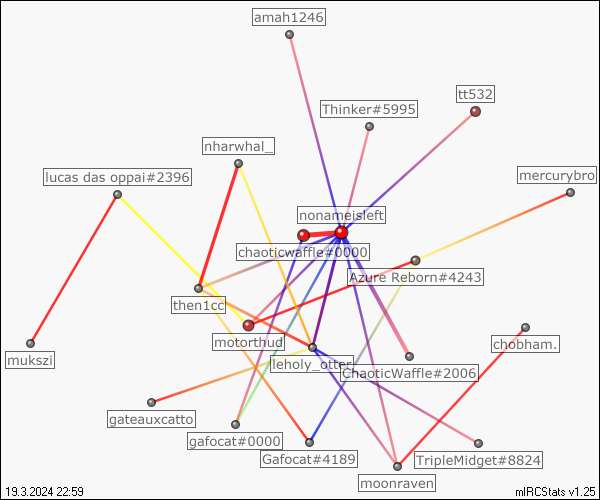 amah1246
tt532
Thinker#5995
nharwhal_
lucas das oppai#2396
mercurybro
nonameisleft
chaoticwaffle#0000
Azure Reborn#4243
then1cc
motorthud
chobham.
mukszi
leholy_otter
ChaoticWaffle#2006
gateauxcatto
gafocat#0000
Gafocat#4189
TripleMidget#8824
moonraven
19.3.2024 22:59
mIRCStats v1.25